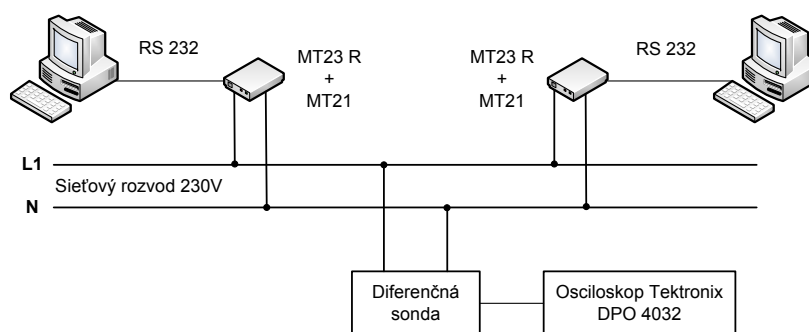 RS 232
MT23 R
+
MT21
MT23 R
+
MT21
RS 232
L1
Sieťový rozvod 230V
N
Diferenčná
sonda
Osciloskop Tektronix
DPO 4032